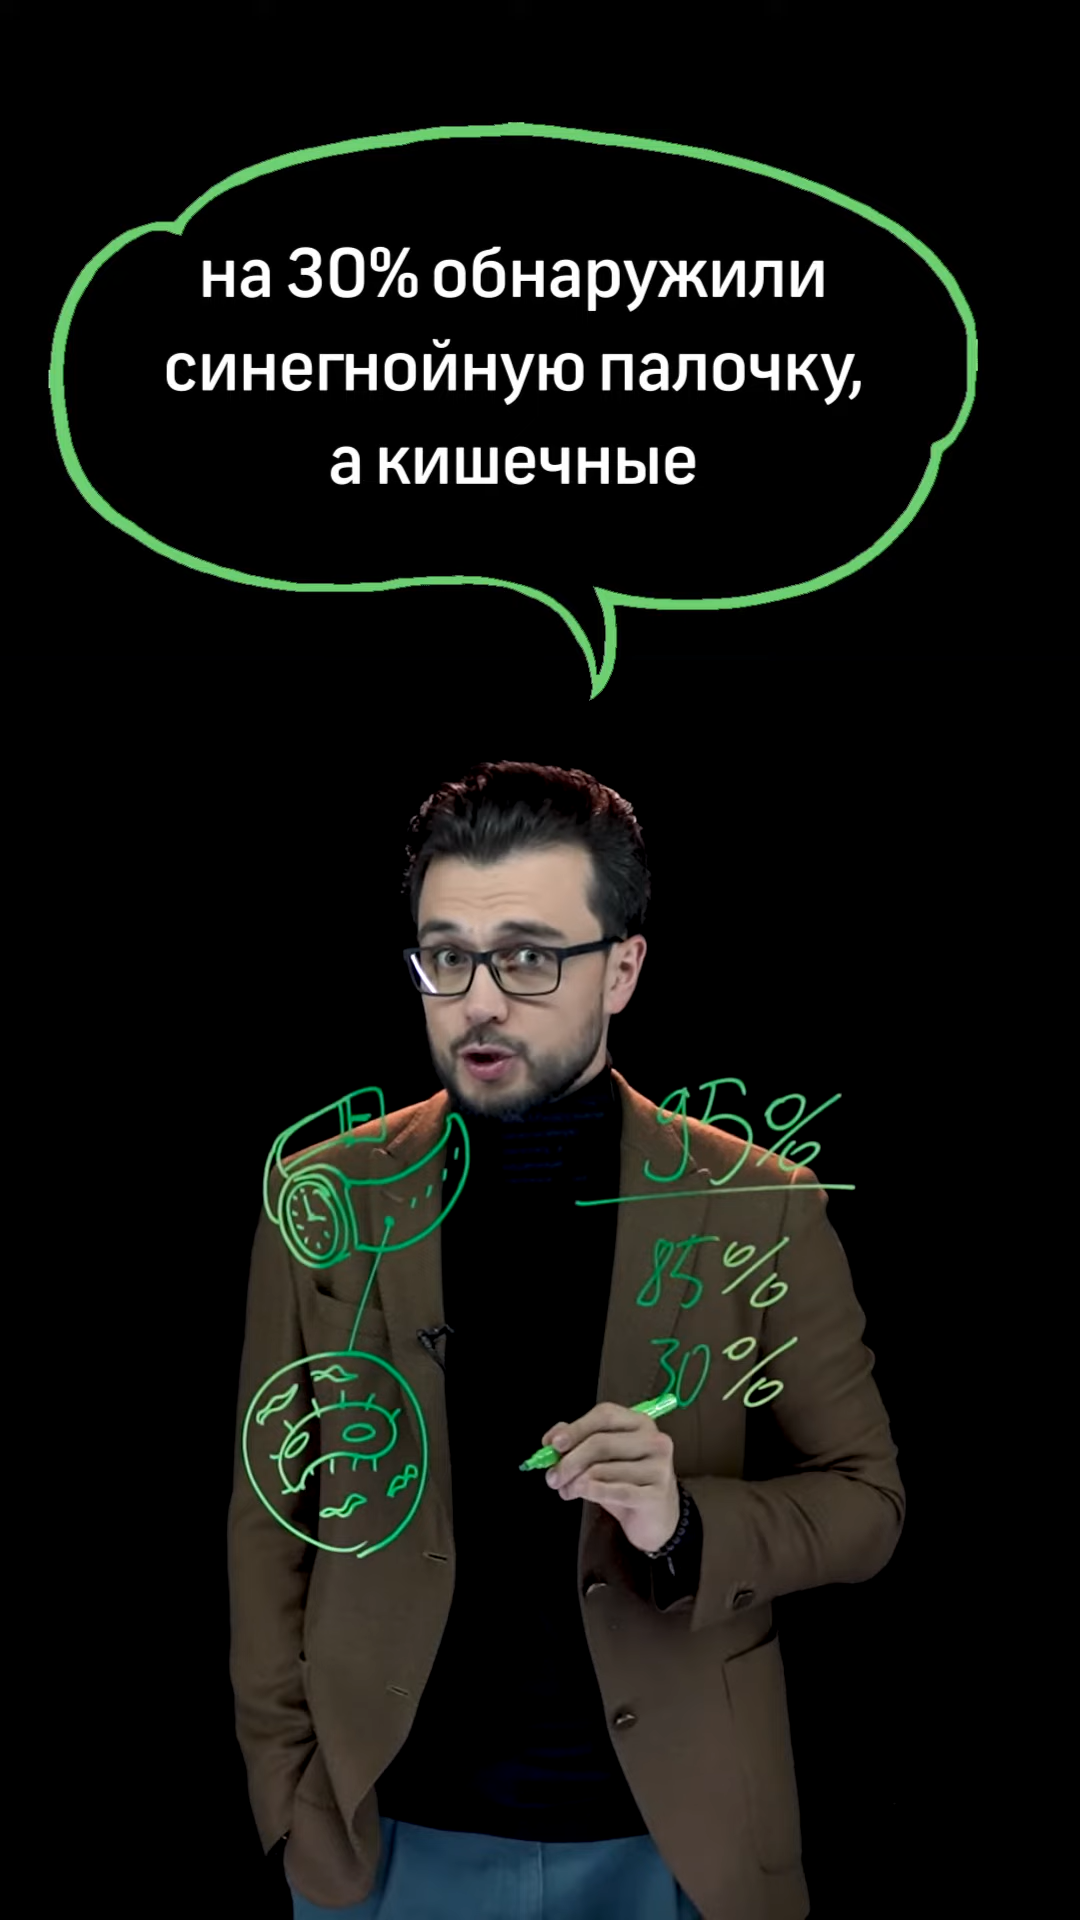 на 30% обнаружили
синегнойную палочку,
а кишечные
95%
85%
30%